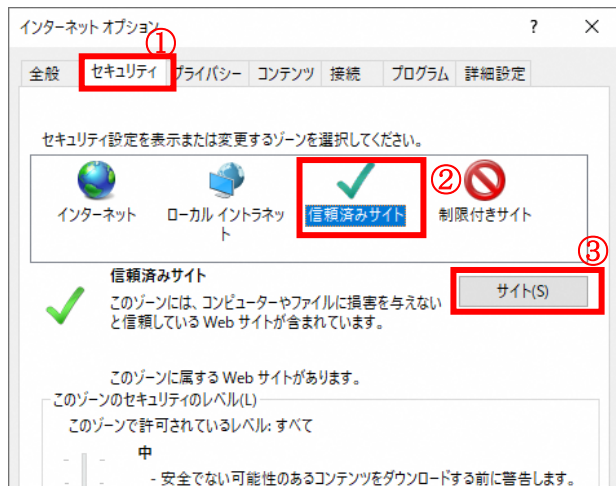 インターネット オプション ? ×
①
全般 セキュリティ プライバシー コンテンツ 接続 プログラム 詳細設定
セキュリティ設定を表示または変更するゾーンを選択してください。
②
インターネット ローカル イントラネット 信頼済みサイト 制限付きサイト
③
信頼済みサイト
サイト(S)
このゾーンには、コンピューターやファイルに損害を与えない
と信頼している Web サイトが含まれています。
このゾーンに属する Web サイトがあります。
このゾーンのセキュリティのレベル(L)
このゾーンで許可されているレベル: すべて
中
- 安全でない可能性のあるコンテンツをダウンロードする前に警告します。